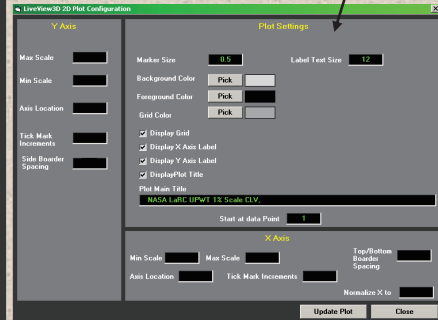 LiveView3D 2D Plot Configuration
Y Axis
Max Scale
Min Scale
Axis Location
Tick Mark
Increments
Side Boarder
Spacing
Plot Settings
Marker Size 0.5 Label Text Size 12
Background Color Pick
Foreground Color Pick
Grid Color Pick
Display Grid
Display X Axis Label
Display Y Axis Label
DisplayPlot Title
Plot Main Title
NASA LaRC UPWT 1% Scale CLV,
Start at data Point 1
X Axis
Min Scale Max Scale Top/Bottom
Boarder
Spacing
Axis Location Tick Mark Increments
Normalize X to
Update Plot Close